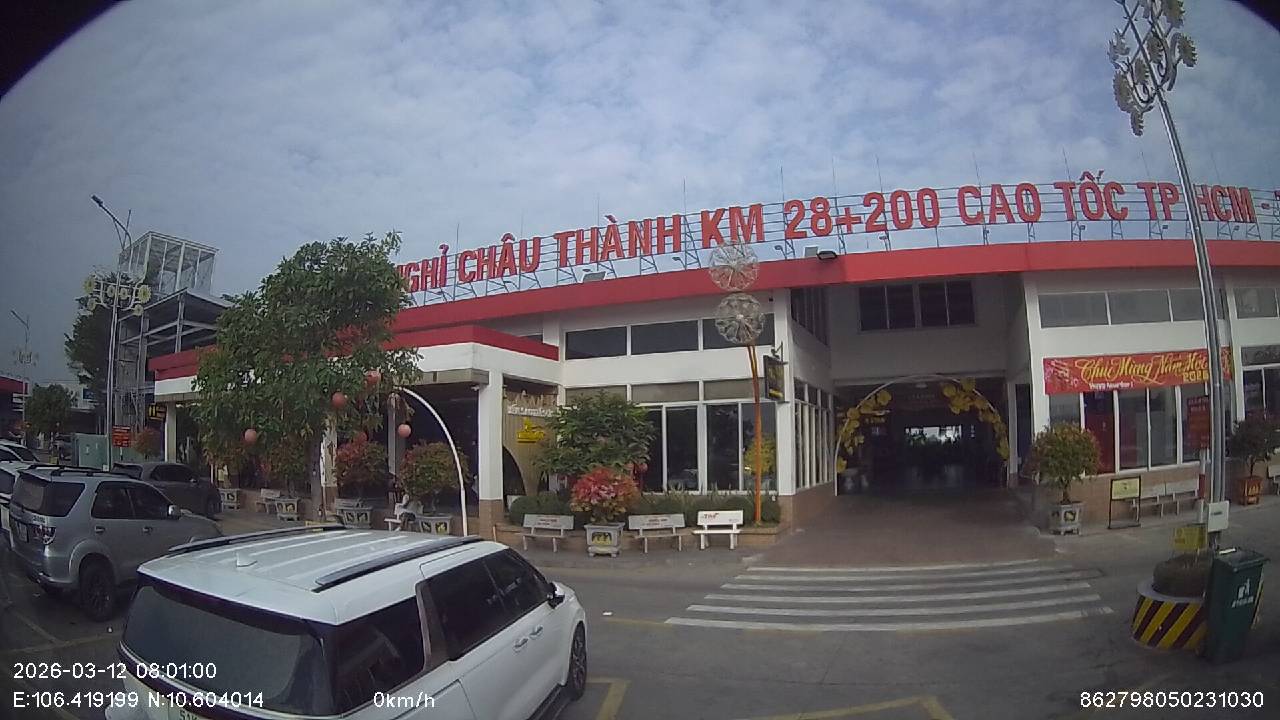 NGHỈ CHÂU THÀNH KM 28+200 CAO TỐC TP HCM -
Chúc Mừng Năm Mới
2026-03-12 08:01:00
E:106.419199 N:10.604014 0km/h 862798050231030